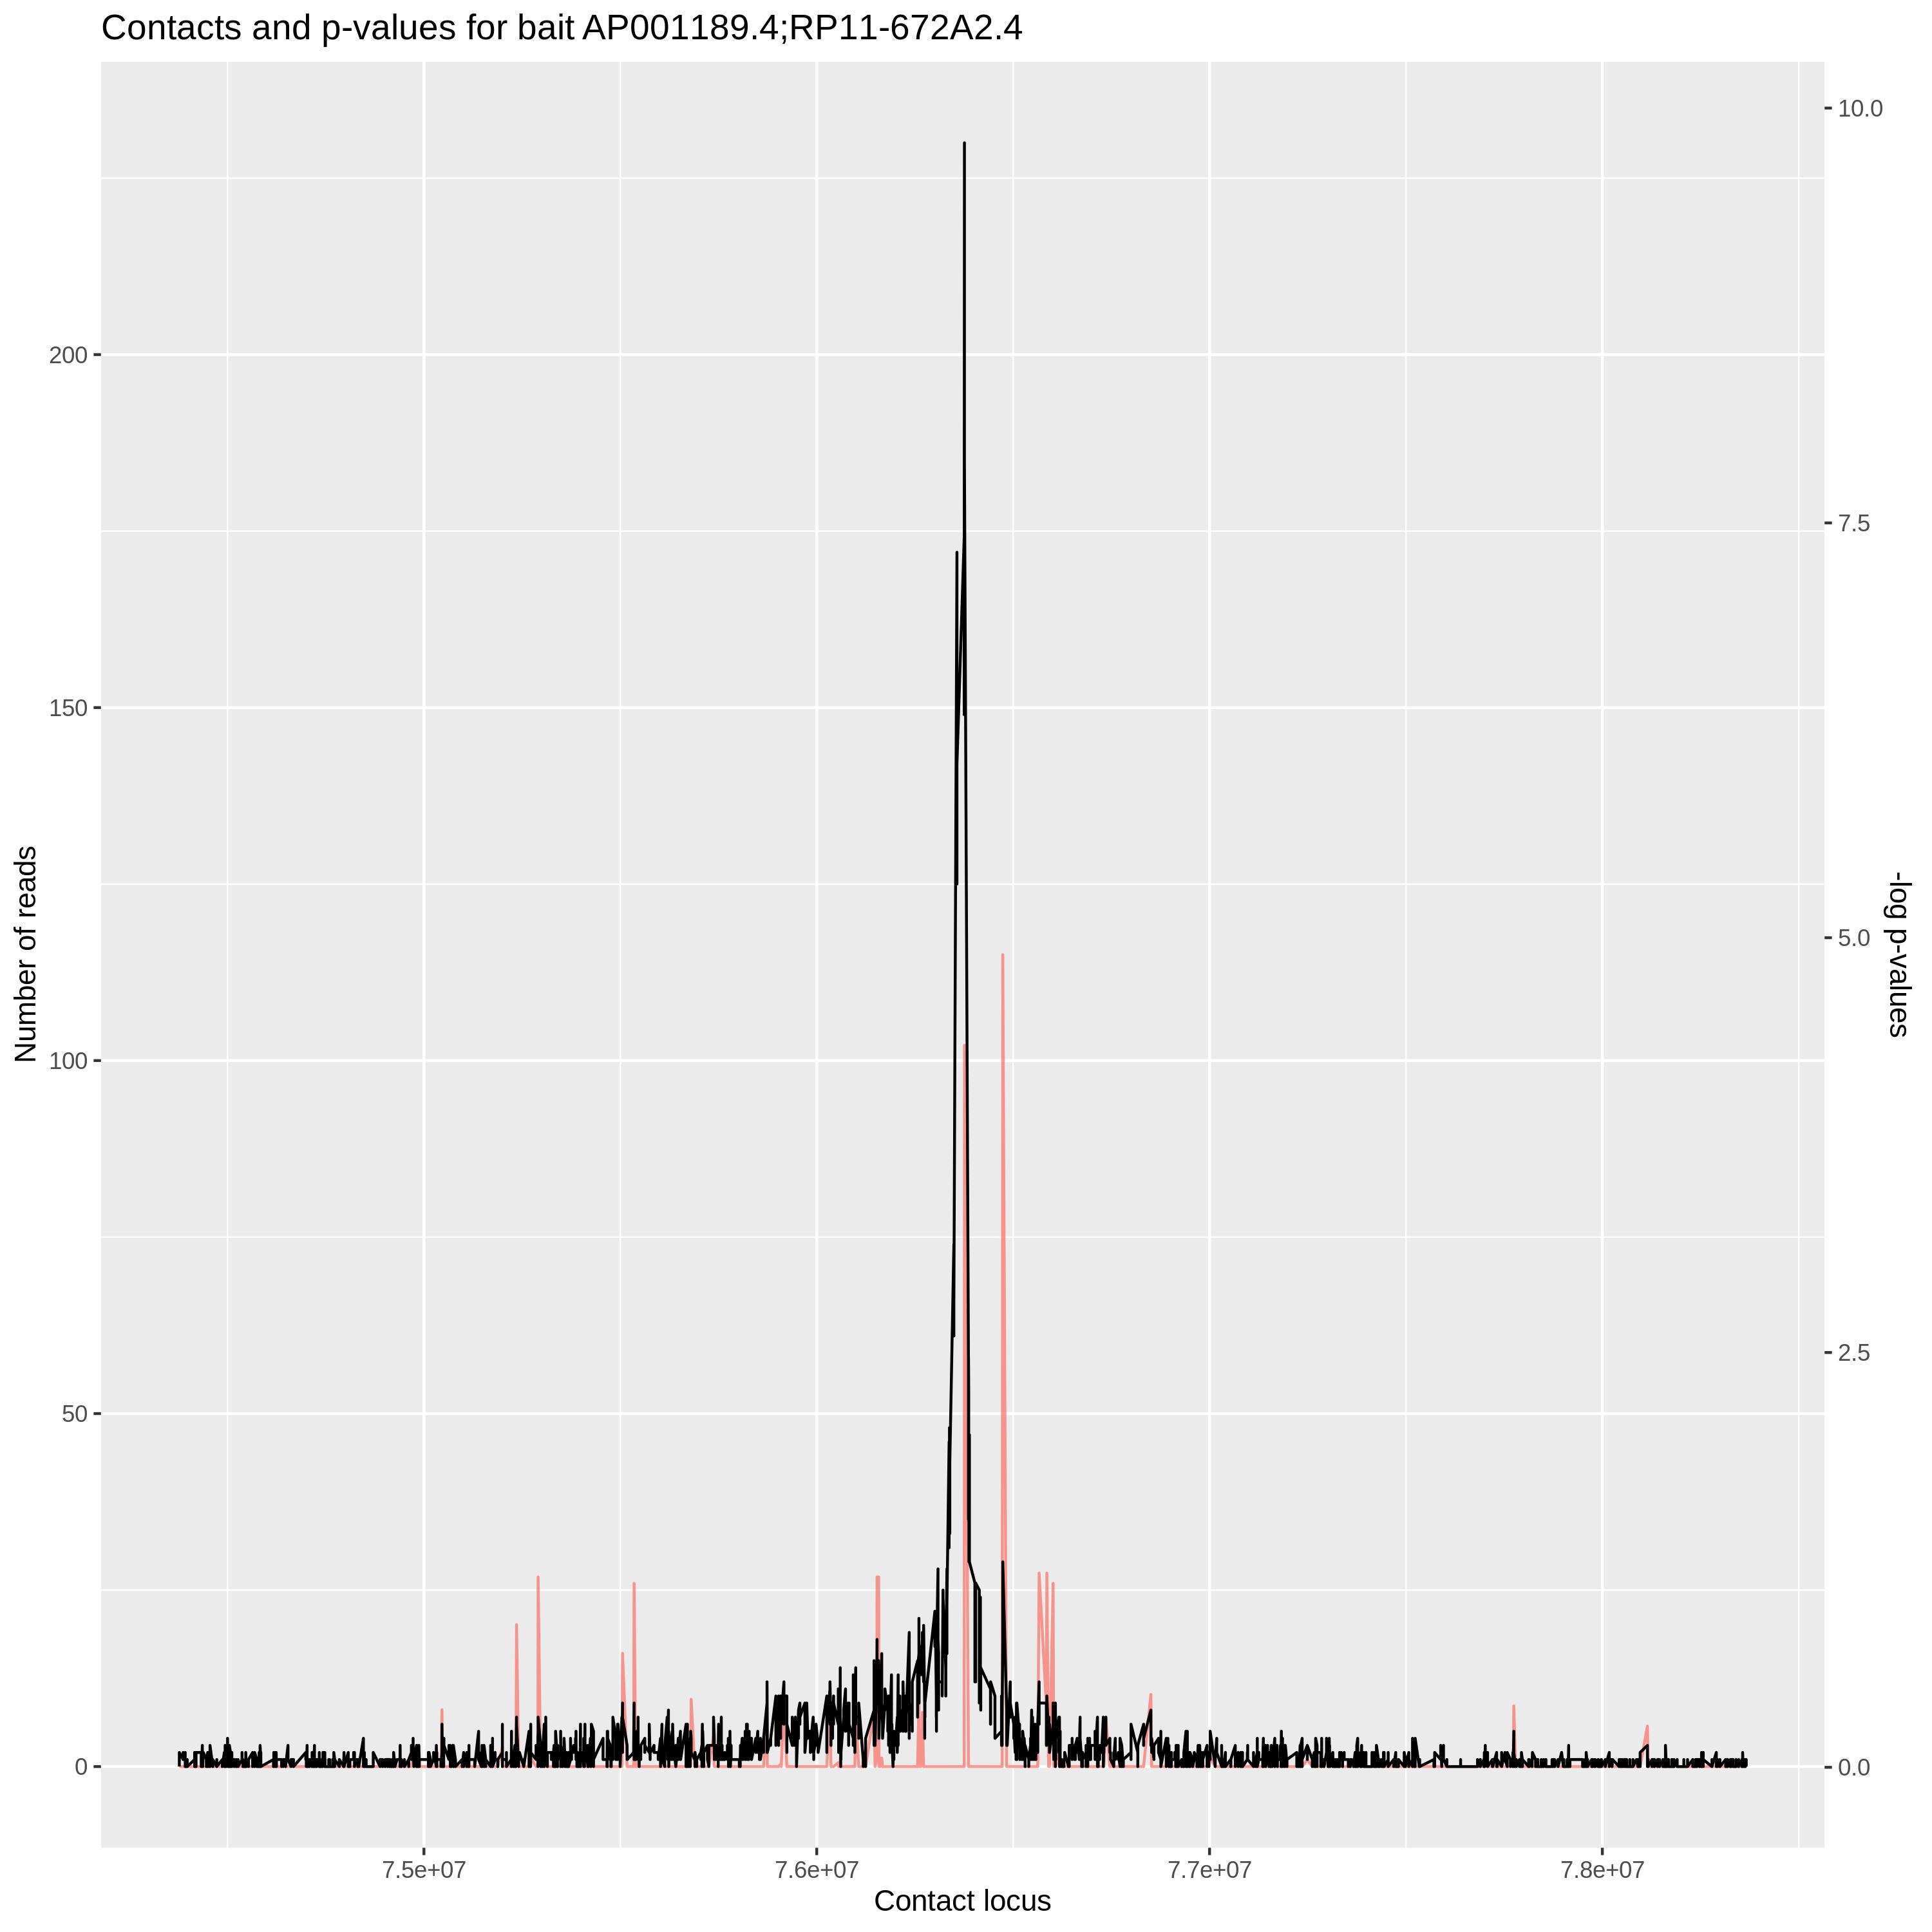 Contacts and p-values for bait AP001189.4;RP11-672A2.4
Number of reads
200
150
100
50
0
10.0
7.5
5.0
2.5
0.0
-log p-values
7.5e+07 7.6e+07 7.7e+07 7.8e+07
Contact locus